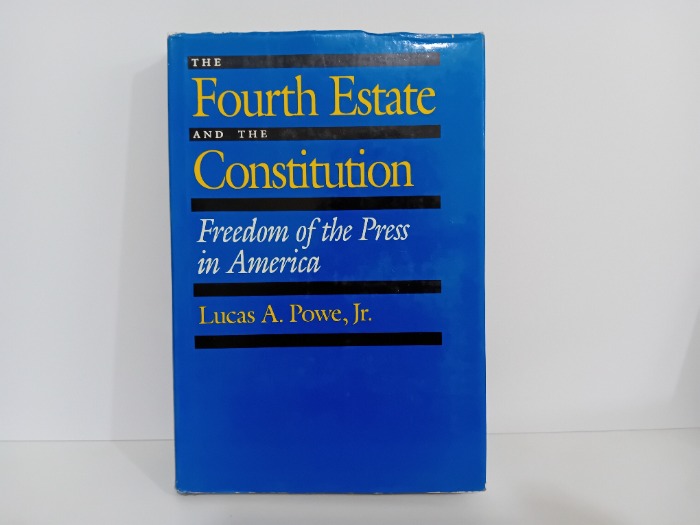 THE
Fourth Estate
AND THE
Constitution
Freedom of the Press
in America
Lucas A. Powe, Jr.